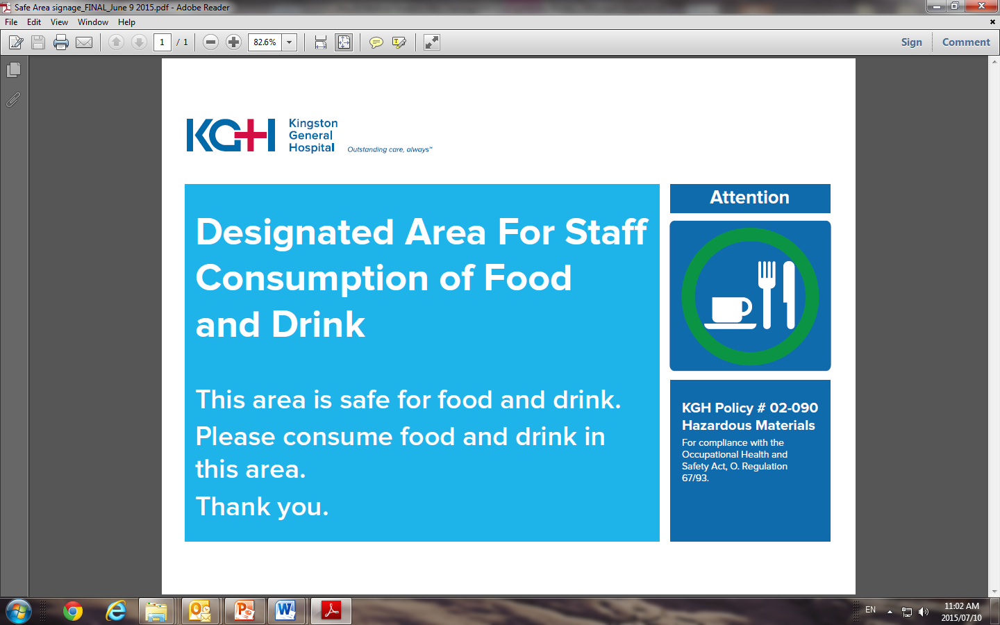 Safe Area signage_FINAL_June 9 2015.pdf - Adobe Reader
File Edit View Window Help
1 / 1 82.6% Sign Comment
KGH Kingston
General
Hospital Outstanding care, always™
Designated Area For Staff
Consumption of Food
and Drink
This area is safe for food and drink.
Please consume food and drink in
this area.
Thank you.
Attention
KGH Policy # 02-090
Hazardous Materials
For compliance with the
Occupational Health and
Safety Act, O. Regulation
67/93.
EN 11:02 AM
2015/07/10